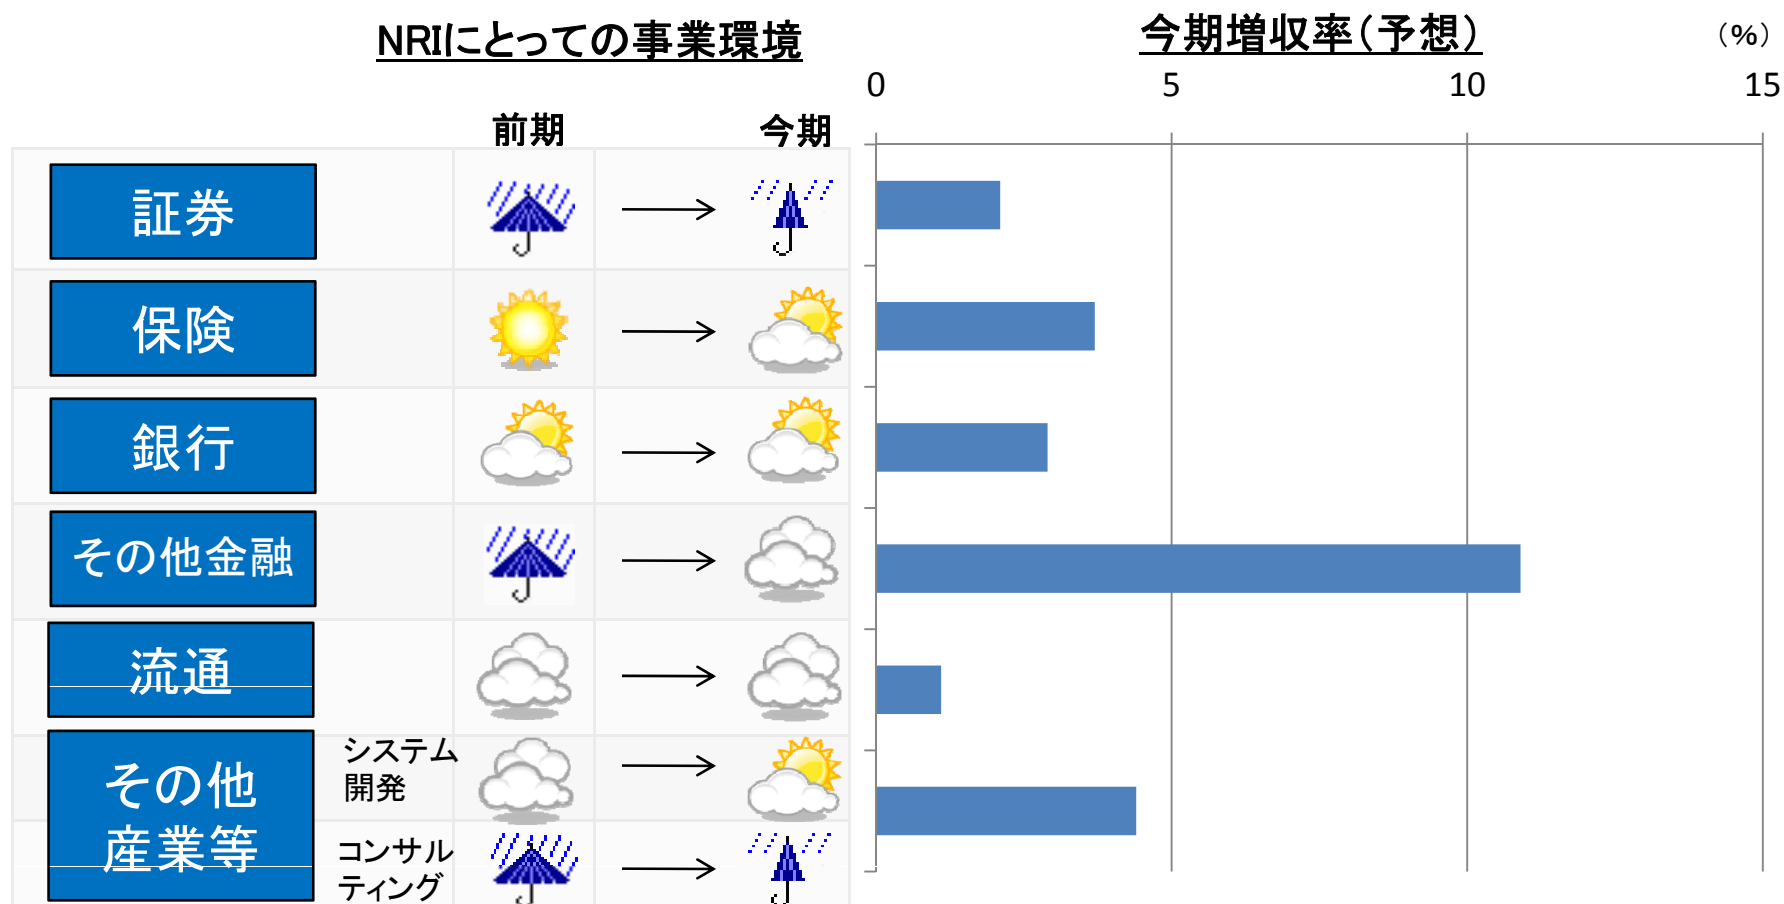 NRIにとっての事業環境
今期増収率(予想)
(%)
0 5 10 15
前期 今期
証券
保険
銀行
その他金融
流通
その他
産業等
システム
開発
コンサル
ティング